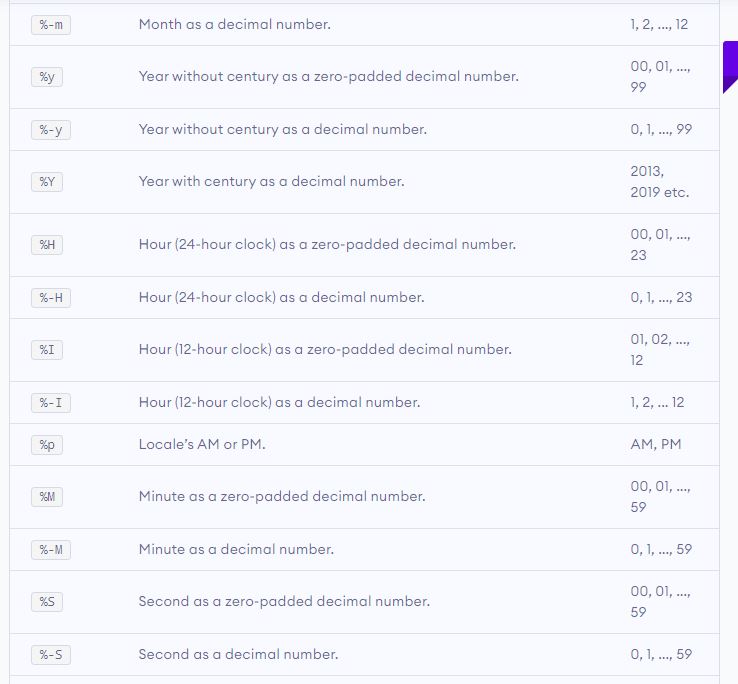 %-m Month as a decimal number. 1, 2, ..., 12
%y Year without century as a zero-padded decimal number. 00, 01, ...,
99
%-y Year without century as a decimal number. 0, 1, ..., 99
%Y Year with century as a decimal number. 2013,
2019 etc.
%H Hour (24-hour clock) as a zero-padded decimal number. 00, 01, ...,
23
%-H Hour (24-hour clock) as a decimal number. 0, 1, ..., 23
%I Hour (12-hour clock) as a zero-padded decimal number. 01, 02, ...,
12
%-I Hour (12-hour clock) as a decimal number. 1, 2, ... 12
%p Locale’s AM or PM. AM, PM
%M Minute as a zero-padded decimal number. 00, 01, ...,
59
%-M Minute as a decimal number. 0, 1, ..., 59
%S Second as a zero-padded decimal number. 00, 01, ...,
59
%-S Second as a decimal number. 0, 1, ..., 59